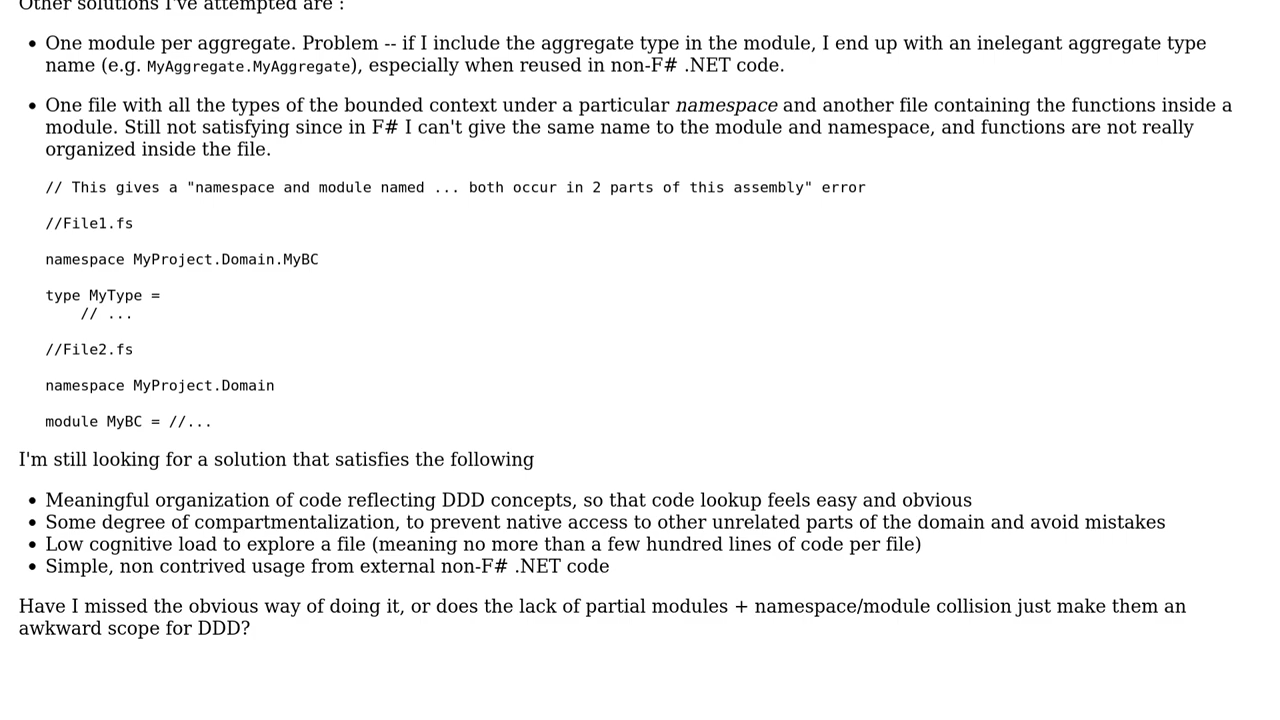 Other solutions I've attempted are :
• One module per aggregate. Problem -- if I include the aggregate type in the module, I end up with an inelegant aggregate type
name (e.g. MyAggregate.MyAggregate), especially when reused in non-F# .NET code.
• One file with all the types of the bounded context under a particular namespace and another file containing the functions inside a
module. Still not satisfying since in F# I can't give the same name to the module and namespace, and functions are not really
organized inside the file.
// This gives a "namespace and module named ... both occur in 2 parts of this assembly" error
//File1.fs
namespace MyProject.Domain.MyBC
type MyType =
    // ...
//File2.fs
namespace MyProject.Domain
module MyBC = //...
I'm still looking for a solution that satisfies the following
• Meaningful organization of code reflecting DDD concepts, so that code lookup feels easy and obvious
• Some degree of compartmentalization, to prevent native access to other unrelated parts of the domain and avoid mistakes
• Low cognitive load to explore a file (meaning no more than a few hundred lines of code per file)
• Simple, non contrived usage from external non-F# .NET code
Have I missed the obvious way of doing it, or does the lack of partial modules + namespace/module collision just make them an
awkward scope for DDD?